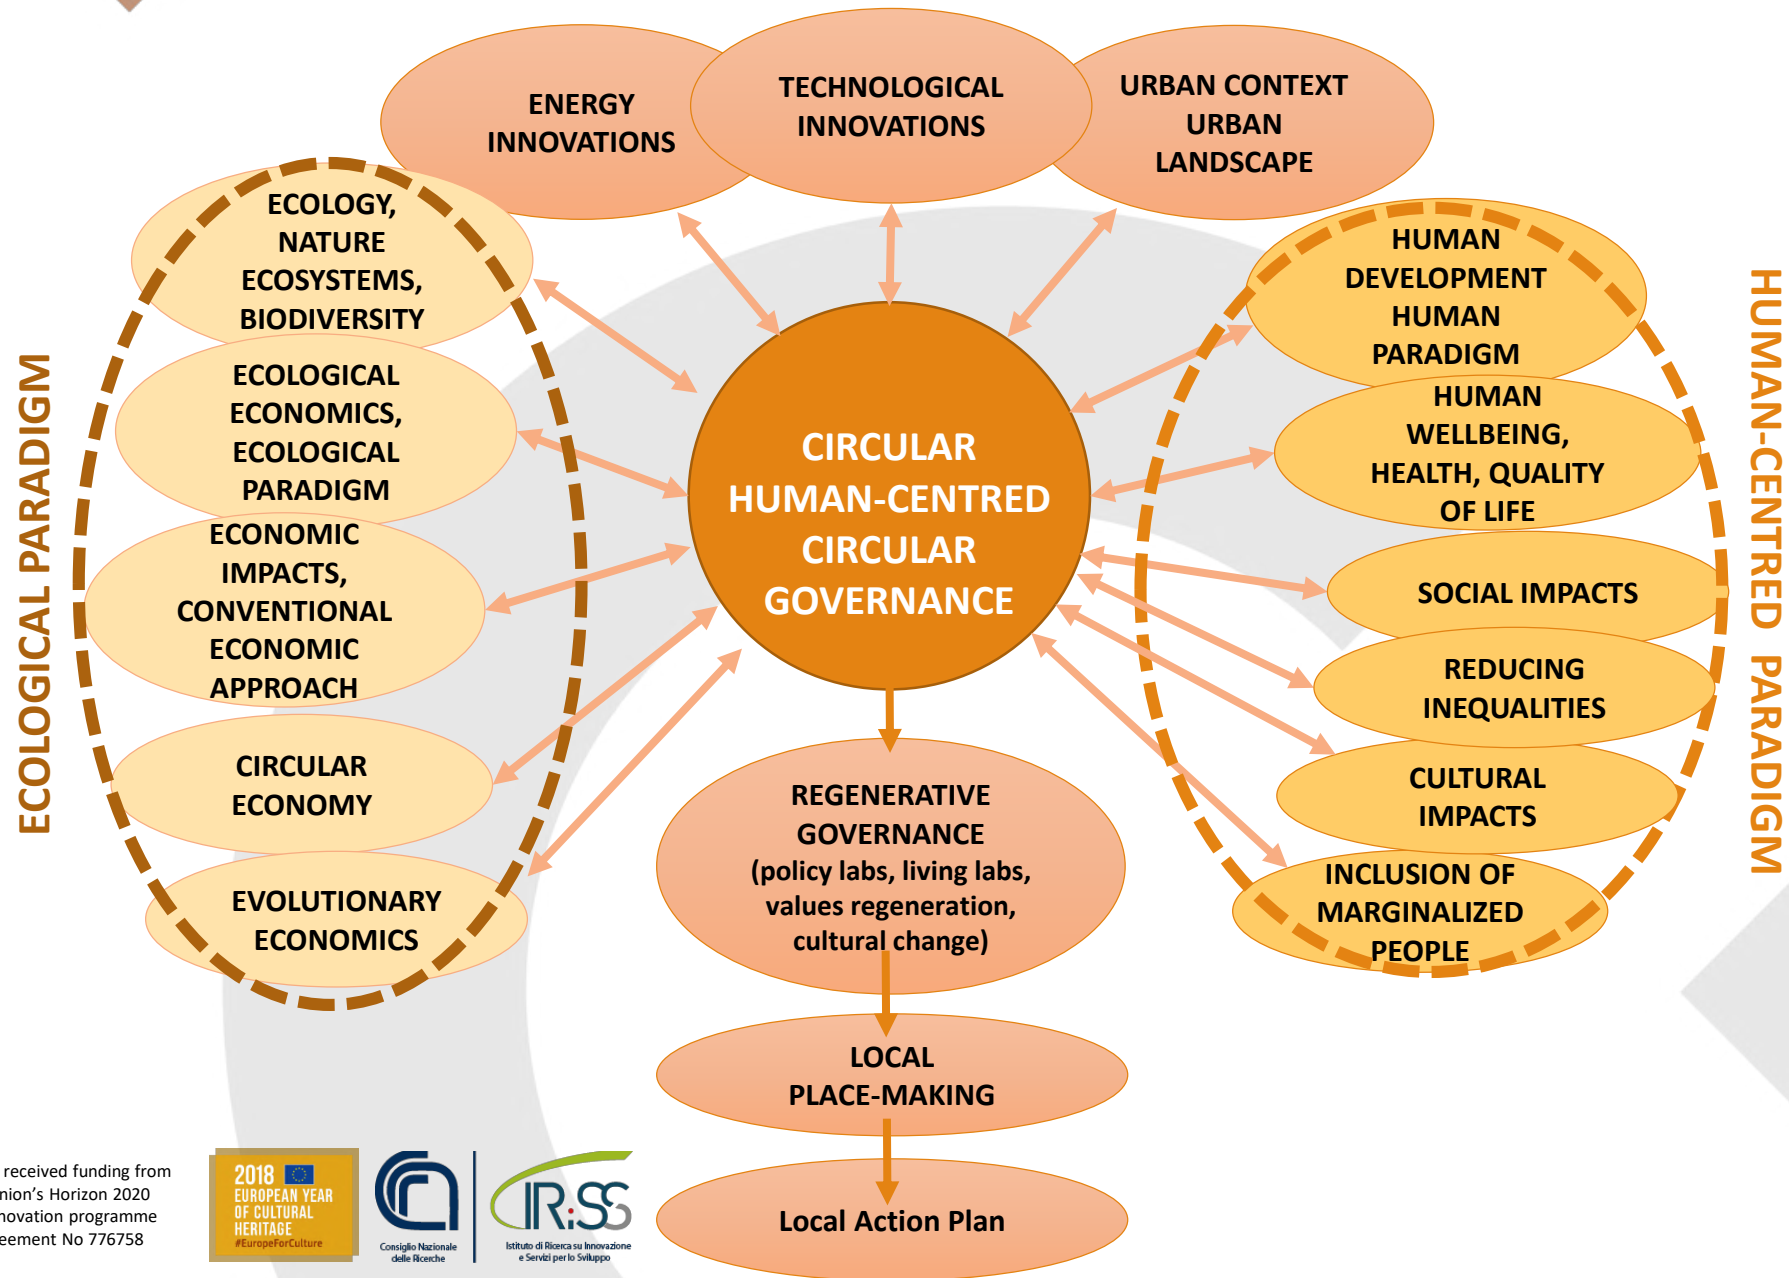 ENERGY
INNOVATIONS
TECHNOLOGICAL
INNOVATIONS
URBAN CONTEXT
URBAN
LANDSCAPE
ECOLOGICAL PARADIGM
ECOLOGY,
NATURE
ECOSYSTEMS,
BIODIVERSITY
ECOLOGICAL
ECONOMICS,
ECOLOGICAL
PARADIGM
ECONOMIC
IMPACTS,
CONVENTIONAL
ECONOMIC
APPROACH
CIRCULAR
ECONOMY
EVOLUTIONARY
ECONOMICS
CIRCULAR
HUMAN-CENTRED
CIRCULAR
GOVERNANCE
HUMAN
DEVELOPMENT
HUMAN
PARADIGM
HUMAN
WELLBEING,
HEALTH, QUALITY
OF LIFE
SOCIAL IMPACTS
REDUCING
INEQUALITIES
CULTURAL
IMPACTS
INCLUSION OF
MARGINALIZED
PEOPLE
HUMAN-CENTRED PARADIGM
REGENERATIVE
GOVERNANCE
(policy labs, living labs,
values regeneration,
cultural change)
LOCAL
PLACE-MAKING
Local Action Plan
received funding from
nion's Horizon 2020
novation programme
eement No 776758
2018
EUROPEAN YEAR
OF CULTURAL
HERITAGE
#EuropeForCulture
Consiglio Nazionale
delle Ricerche
IRiSS
Istituto di Ricerca su Innovazione
e Servizi per lo Sviluppo